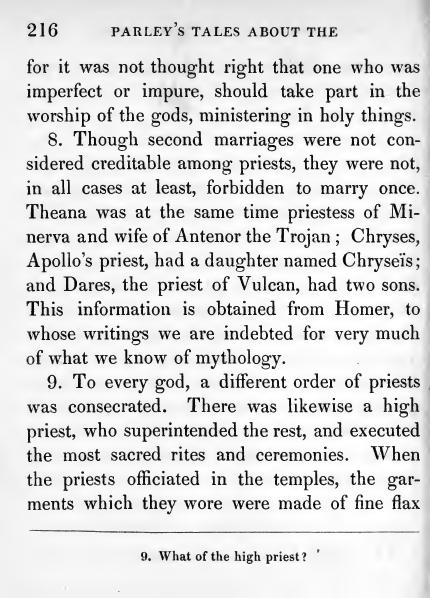 216 PARLEY'S TALES ABOUT THE
for it was not thought right that one who was
imperfect or impure, should take part in the
worship of the gods, ministering in holy things.
8. Though second marriages were not con-
sidered creditable among priests, they were not,
in all cases at least, forbidden to marry once.
Theana was at the same time priestess of Mi-
nerva and wife of Antenor the Trojan; Chryses,
Apollo's priest, had a daughter named Chryseïs;
and Dares, the priest of Vulcan, had two sons.
This information is obtained from Homer, to
whose writings we are indebted for very much
of what we know of mythology.
9. To every god, a different order of priests
was consecrated. There was likewise a high
priest, who superintended the rest, and executed
the most sacred rites and ceremonies. When
the priests officiated in the temples, the gar-
ments which they wore were made of fine flax
9. What of the high priest?